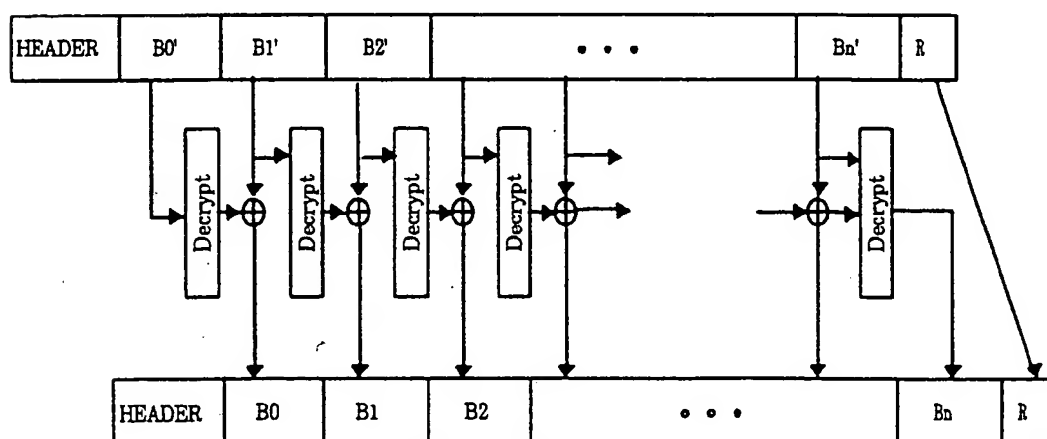 HEADER B0' B1' B2' • • • Bn' R
Decrypt Decrypt Decrypt Decrypt Decrypt
HEADER B0 B1 B2 • • • Bn R